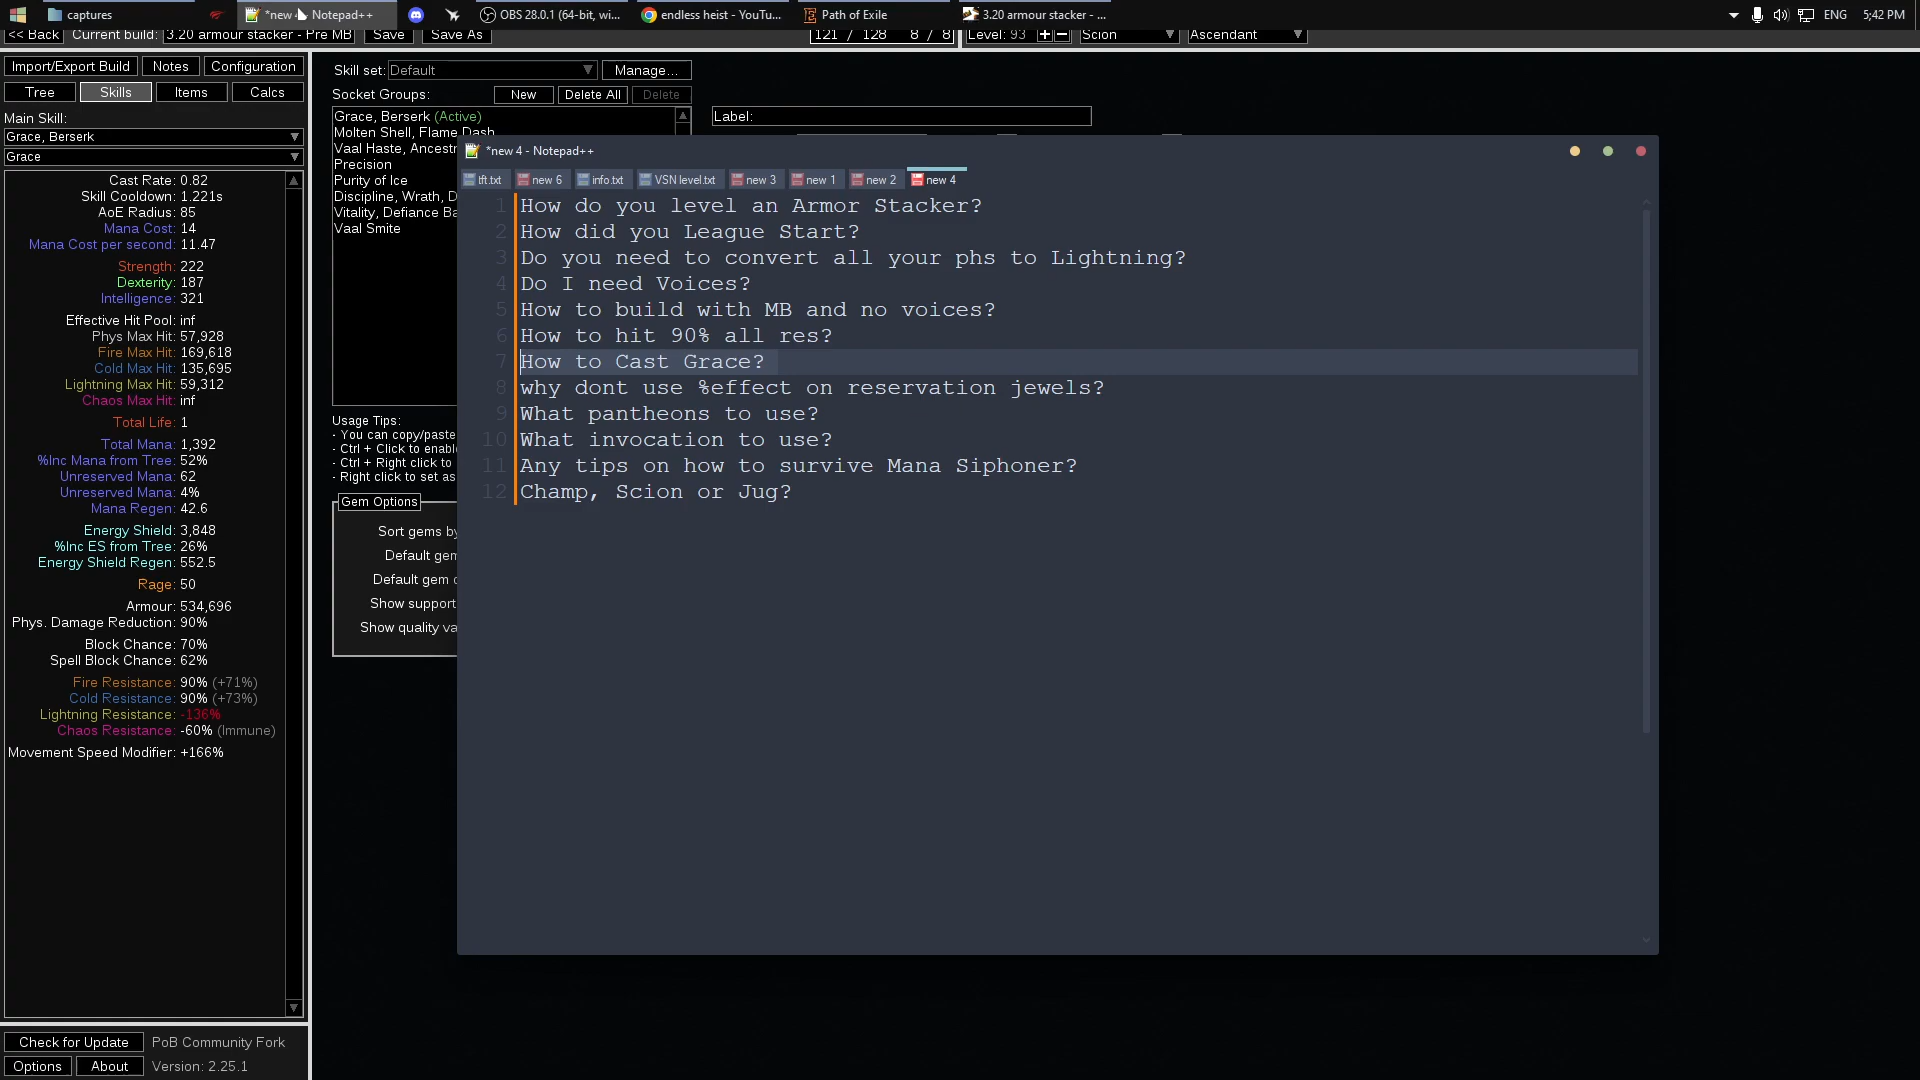 captures
*new 4 - Notepad++
OBS 28.0.1 (64-bit, wi...
endless heist - YouTu...
Path of Exile
3.20 armour stacker - ...
ENG
5:42 PM
<< Back
Current build:
3.20 armour stacker - Pre MB
Save
Save As
121 / 128 8 / 8
Level: 93
+
Scion
Ascendant
Import/Export Build
Notes
Configuration
Tree
Skills
Items
Calcs
Main Skill:
Grace, Berserk
Grace
Cast Rate: 0.82
Skill Cooldown: 1.221s
AoE Radius: 85
Mana Cost: 14
Mana Cost per second: 11.47
Strength: 222
Dexterity: 187
Intelligence: 321
Effective Hit Pool: inf
Phys Max Hit: 57,928
Fire Max Hit: 169,618
Cold Max Hit: 135,695
Lightning Max Hit: 59,312
Chaos Max Hit: inf
Total Life: 1
Total Mana: 1,392
%Inc Mana from Tree: 52%
Unreserved Mana: 62
Unreserved Mana: 4%
Mana Regen: 42.6
Energy Shield: 3,848
%Inc ES from Tree: 26%
Energy Shield Regen: 552.5
Rage: 50
Armour: 534,696
Phys. Damage Reduction: 90%
Block Chance: 70%
Spell Block Chance: 62%
Fire Resistance: 90% (+71%)
Cold Resistance: 90% (+73%)
Lightning Resistance: -136%
Chaos Resistance: -60% (Immune)
Movement Speed Modifier: +166%
Check for Update
PoB Community Fork
Options
About
Version: 2.25.1
Skill set:
Default
Manage...
Socket Groups:
New
Delete All
Delete
Grace, Berserk (Active)
Molten Shell, Flame Dash
Vaal Haste, Ancestr
Precision
Purity of Ice
Discipline, Wrath, D
Vitality, Defiance Ba
Vaal Smite
Label:
Usage Tips:
- You can copy/paste
- Ctrl + Click to enabl
- Ctrl + Right click to
- Right click to set as
Gem Options
Sort gems by
Default gem
Default gem
Show support
Show quality va
*new 4 - Notepad++
tft.txt
new 6
info.txt
VSN level.txt
new 3
new 1
new 2
new 4
1 How do you level an Armor Stacker?
2 How did you League Start?
3 Do you need to convert all your phs to Lightning?
4 Do I need Voices?
5 How to build with MB and no voices?
6 How to hit 90% all res?
7 How to Cast Grace?
8 why dont use %effect on reservation jewels?
9 What pantheons to use?
10 What invocation to use?
11 Any tips on how to survive Mana Siphoner?
12 Champ, Scion or Jug?